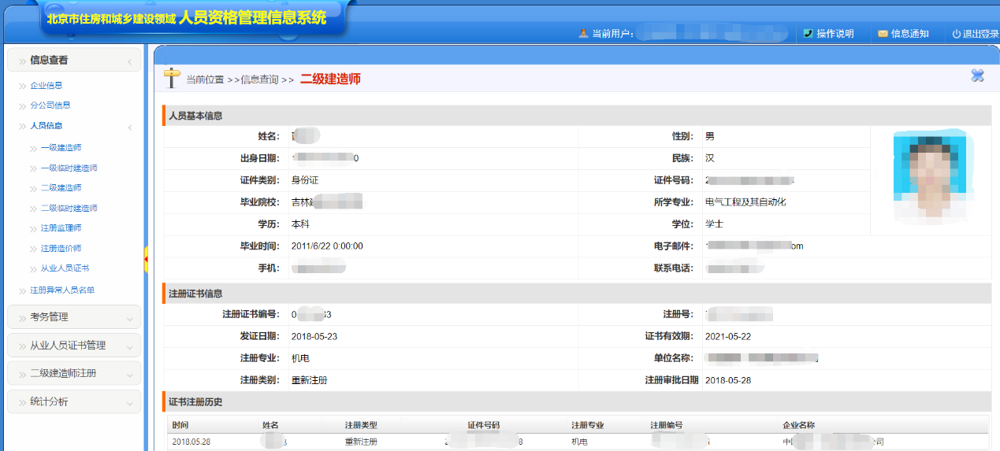 北京市住房和城乡建设领域 人员资格管理信息系统
当前用户： 操作说明 信息通知 退出登录
信息查看
企业信息
分公司信息
人员信息
一级建造师
一级临时建造师
二级建造师
二级临时建造师
注册监理师
注册造价师
从业人员证书
注册异常人员名单
考务管理
从业人员证书管理
二级建造师注册
统计分析
当前位置 >>信息查询 >> 二级建造师
人员基本信息
姓名： 性别： 男
出身日期： 0 民族： 汉
证件类别： 身份证 证件号码： 2
毕业院校： 吉林 所学专业： 电气工程及其自动化
学历： 本科 学位： 学士
毕业时间： 2011/6/22 0:00:00 电子邮件： om
手机： 联系电话：
注册证书信息
注册证书编号： 0 3 注册号：
发证日期： 2018-05-23 证书有效期： 2021-05-22
注册专业： 机电 单位名称：
注册类别： 重新注册 注册审批日期 2018-05-28
证书注册历史
时间 姓名 注册类型 证件号码 注册专业 注册编号 企业名称
2018.05.28 重新注册 2 8 机电 中 公司